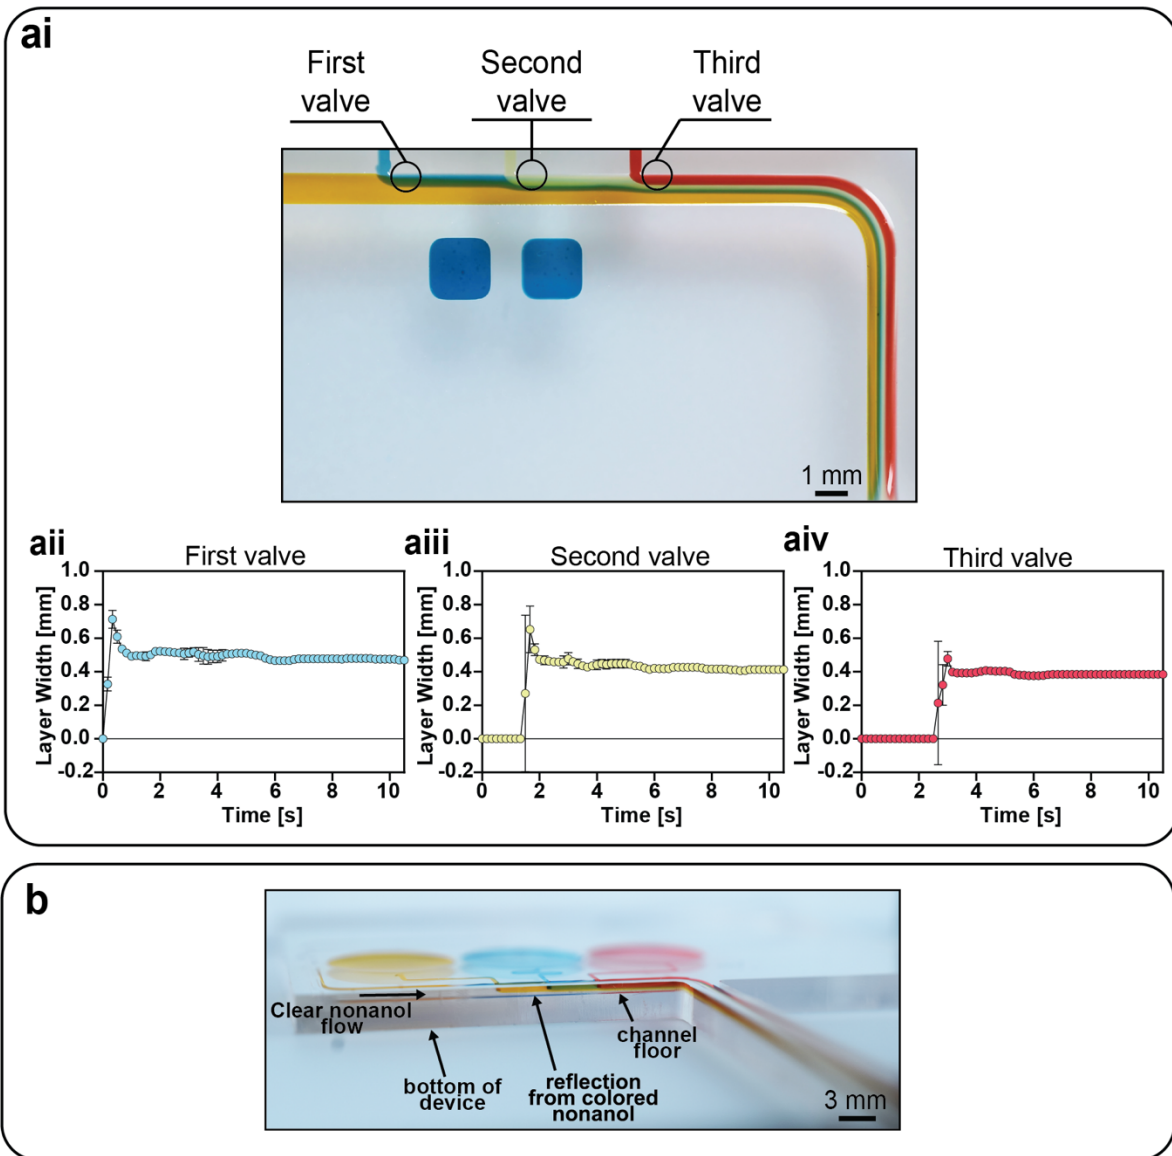 ai
First valve
Second valve
Third valve
1 mm
aii
First valve
Layer Width [mm]
1.0
0.8
0.6
0.4
0.2
0.0
-0.2
0 2 4 6 8 10
Time [s]
aiii
Second valve
Layer Width [mm]
1.0
0.8
0.6
0.4
0.2
0.0
-0.2
0 2 4 6 8 10
Time [s]
aiv
Third valve
Layer Width [mm]
1.0
0.8
0.6
0.4
0.2
0.0
-0.2
0 2 4 6 8 10
Time [s]
b
Clear nonanol
flow
bottom of
device
reflection
from colored
nonanol
channel
floor
3 mm